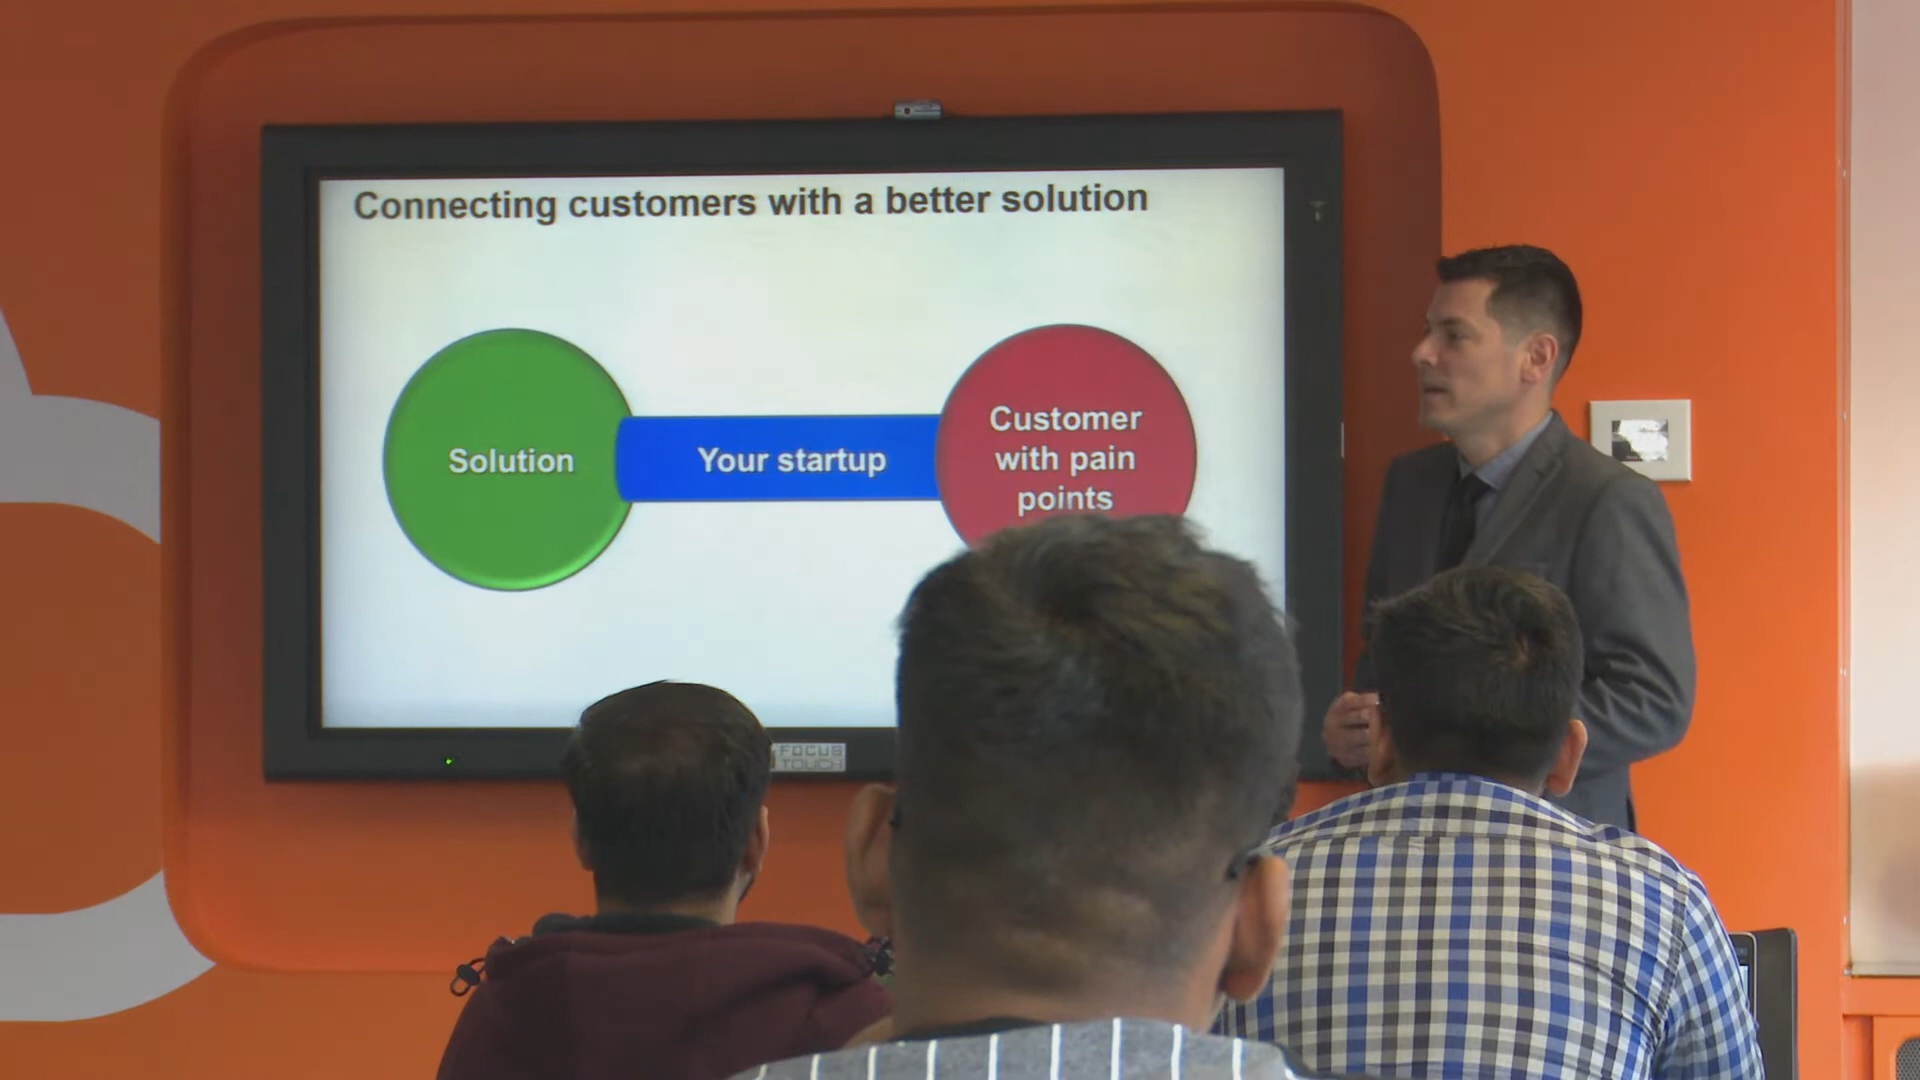 Connecting customers with a better solution
Solution
Your startup
Customer
with pain
points
FOCUS
TOUCH